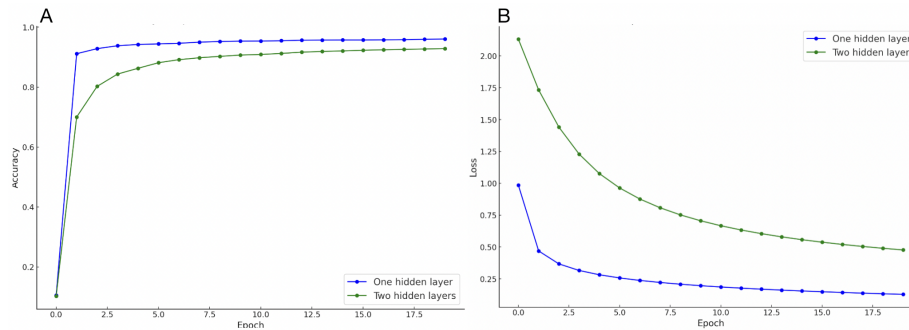 A
1.0
0.8
0.6
0.4
0.2
Accuracy
0.0 2.5 5.0 7.5 10.0 12.5 15.0 17.5
Epoch
One hidden layer
Two hidden layers
B
2.00
1.75
1.50
1.25
1.00
0.75
0.50
0.25
Loss
0.0 2.5 5.0 7.5 10.0 12.5 15.0 17.5
Epoch
One hidden layer
Two hidden layer